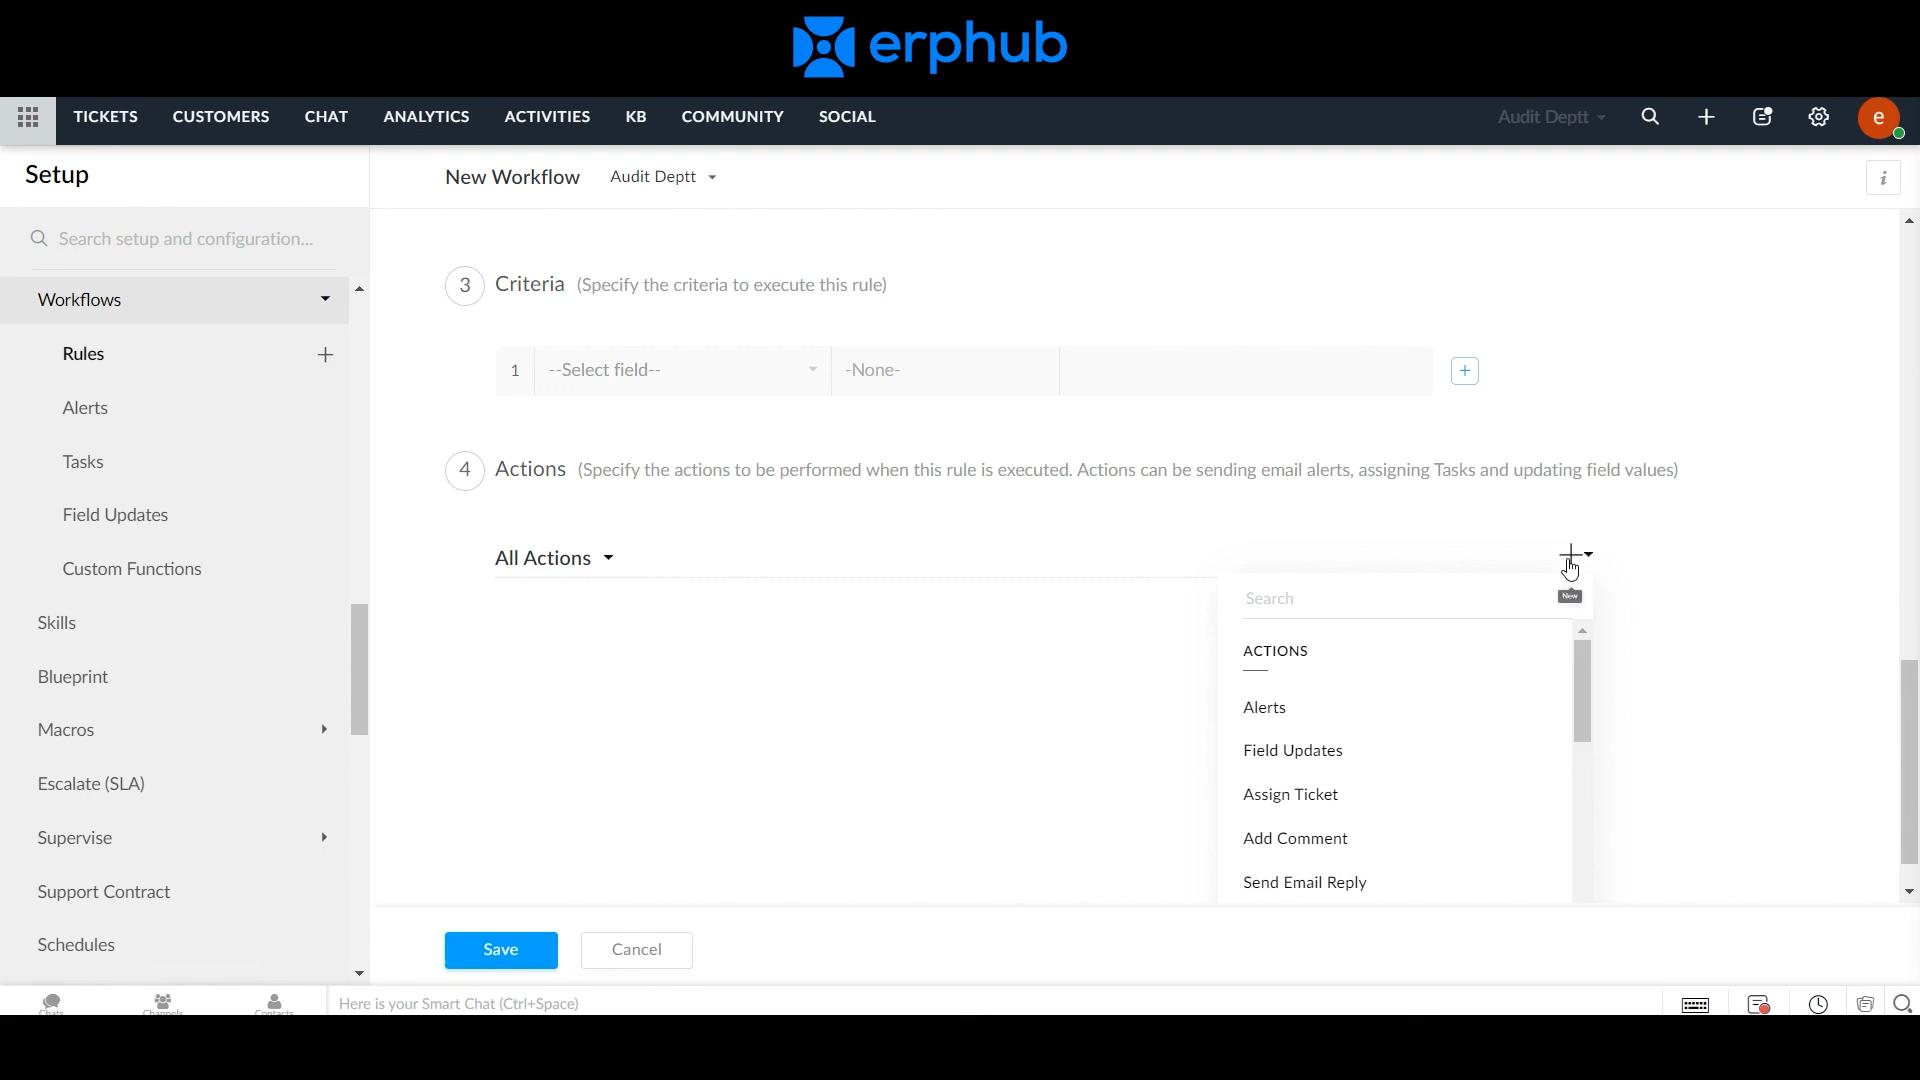 erphub
TICKETS CUSTOMERS CHAT ANALYTICS ACTIVITIES KB COMMUNITY SOCIAL Audit Deptt e
Setup
New Workflow Audit Deptt i
Search setup and configuration...
Workflows
Rules
Alerts
Tasks
Field Updates
Custom Functions
Skills
Blueprint
Macros
Escalate (SLA)
Supervise
Support Contract
Schedules
3 Criteria (Specify the criteria to execute this rule)
1 --Select field-- -None-
4 Actions (Specify the actions to be performed when this rule is executed. Actions can be sending email alerts, assigning Tasks and updating field values)
All Actions
Search New
ACTIONS
Alerts
Field Updates
Assign Ticket
Add Comment
Send Email Reply
Save Cancel
Chats Channels Contacts Here is your Smart Chat (Ctrl+Space)